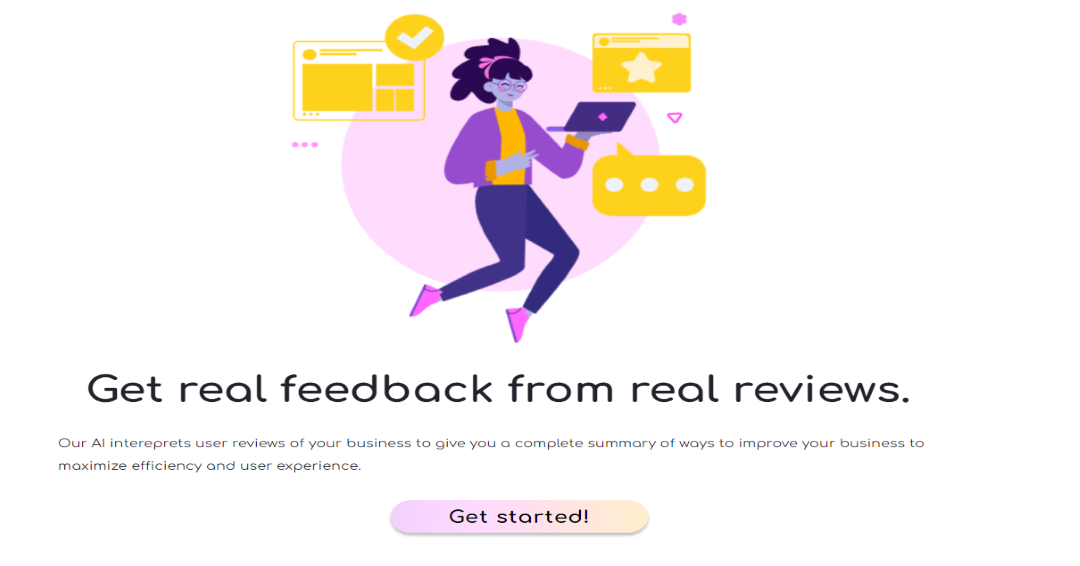 Get real feedback from real reviews.
Our AI intereprets user reviews of your business to give you a complete summary of ways to improve your business to
maximize efficiency and user experience.
Get started!